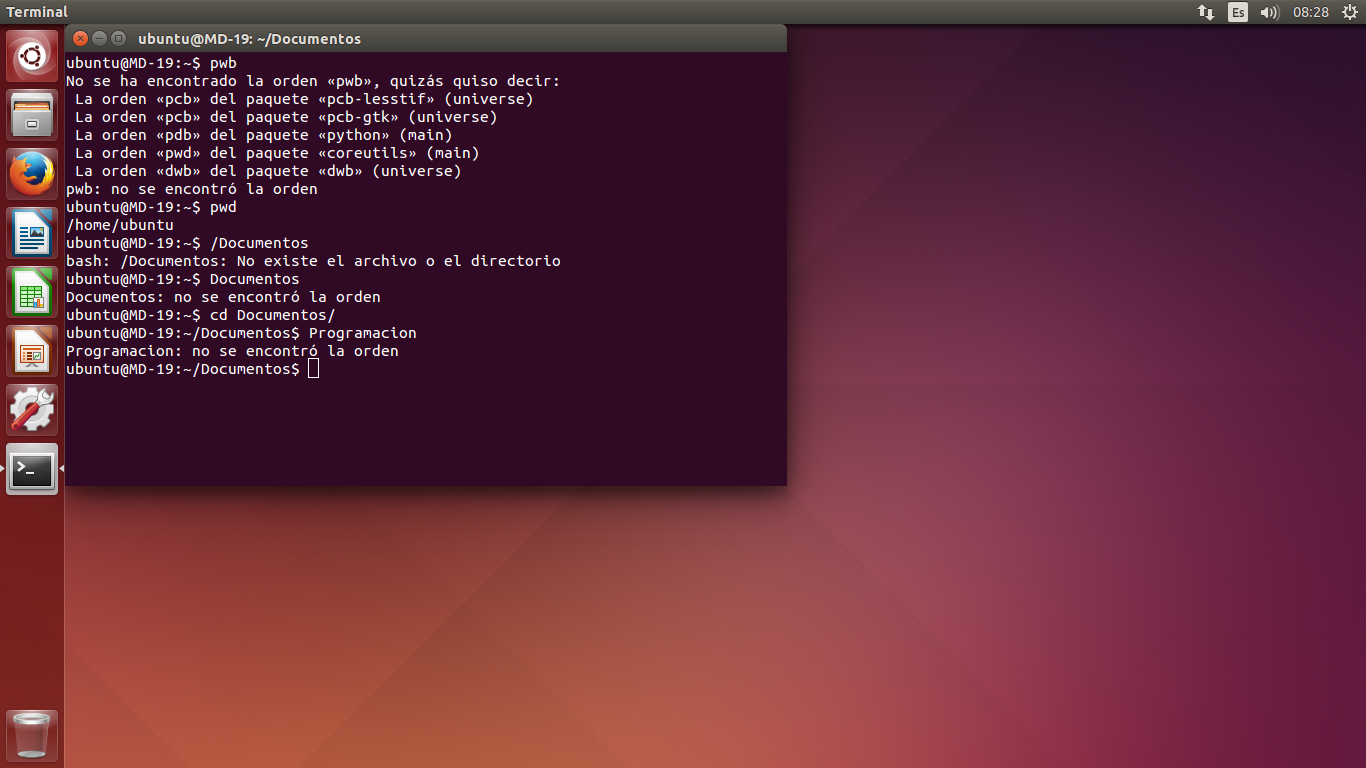 Terminal
Es
08:28
ubuntu@MD-19: ~/Documentos
ubuntu@MD-19:~$ pwb
No se ha encontrado la orden «pwb», quizás quiso decir:
 La orden «pcb» del paquete «pcb-lesstif» (universe)
 La orden «pcb» del paquete «pcb-gtk» (universe)
 La orden «pdb» del paquete «python» (main)
 La orden «pwd» del paquete «coreutils» (main)
 La orden «dwb» del paquete «dwb» (universe)
pwb: no se encontró la orden
ubuntu@MD-19:~$ pwd
/home/ubuntu
ubuntu@MD-19:~$ /Documentos
bash: /Documentos: No existe el archivo o el directorio
ubuntu@MD-19:~$ Documentos
Documentos: no se encontró la orden
ubuntu@MD-19:~$ cd Documentos/
ubuntu@MD-19:~/Documentos$ Programacion
Programacion: no se encontró la orden
ubuntu@MD-19:~/Documentos$
>_